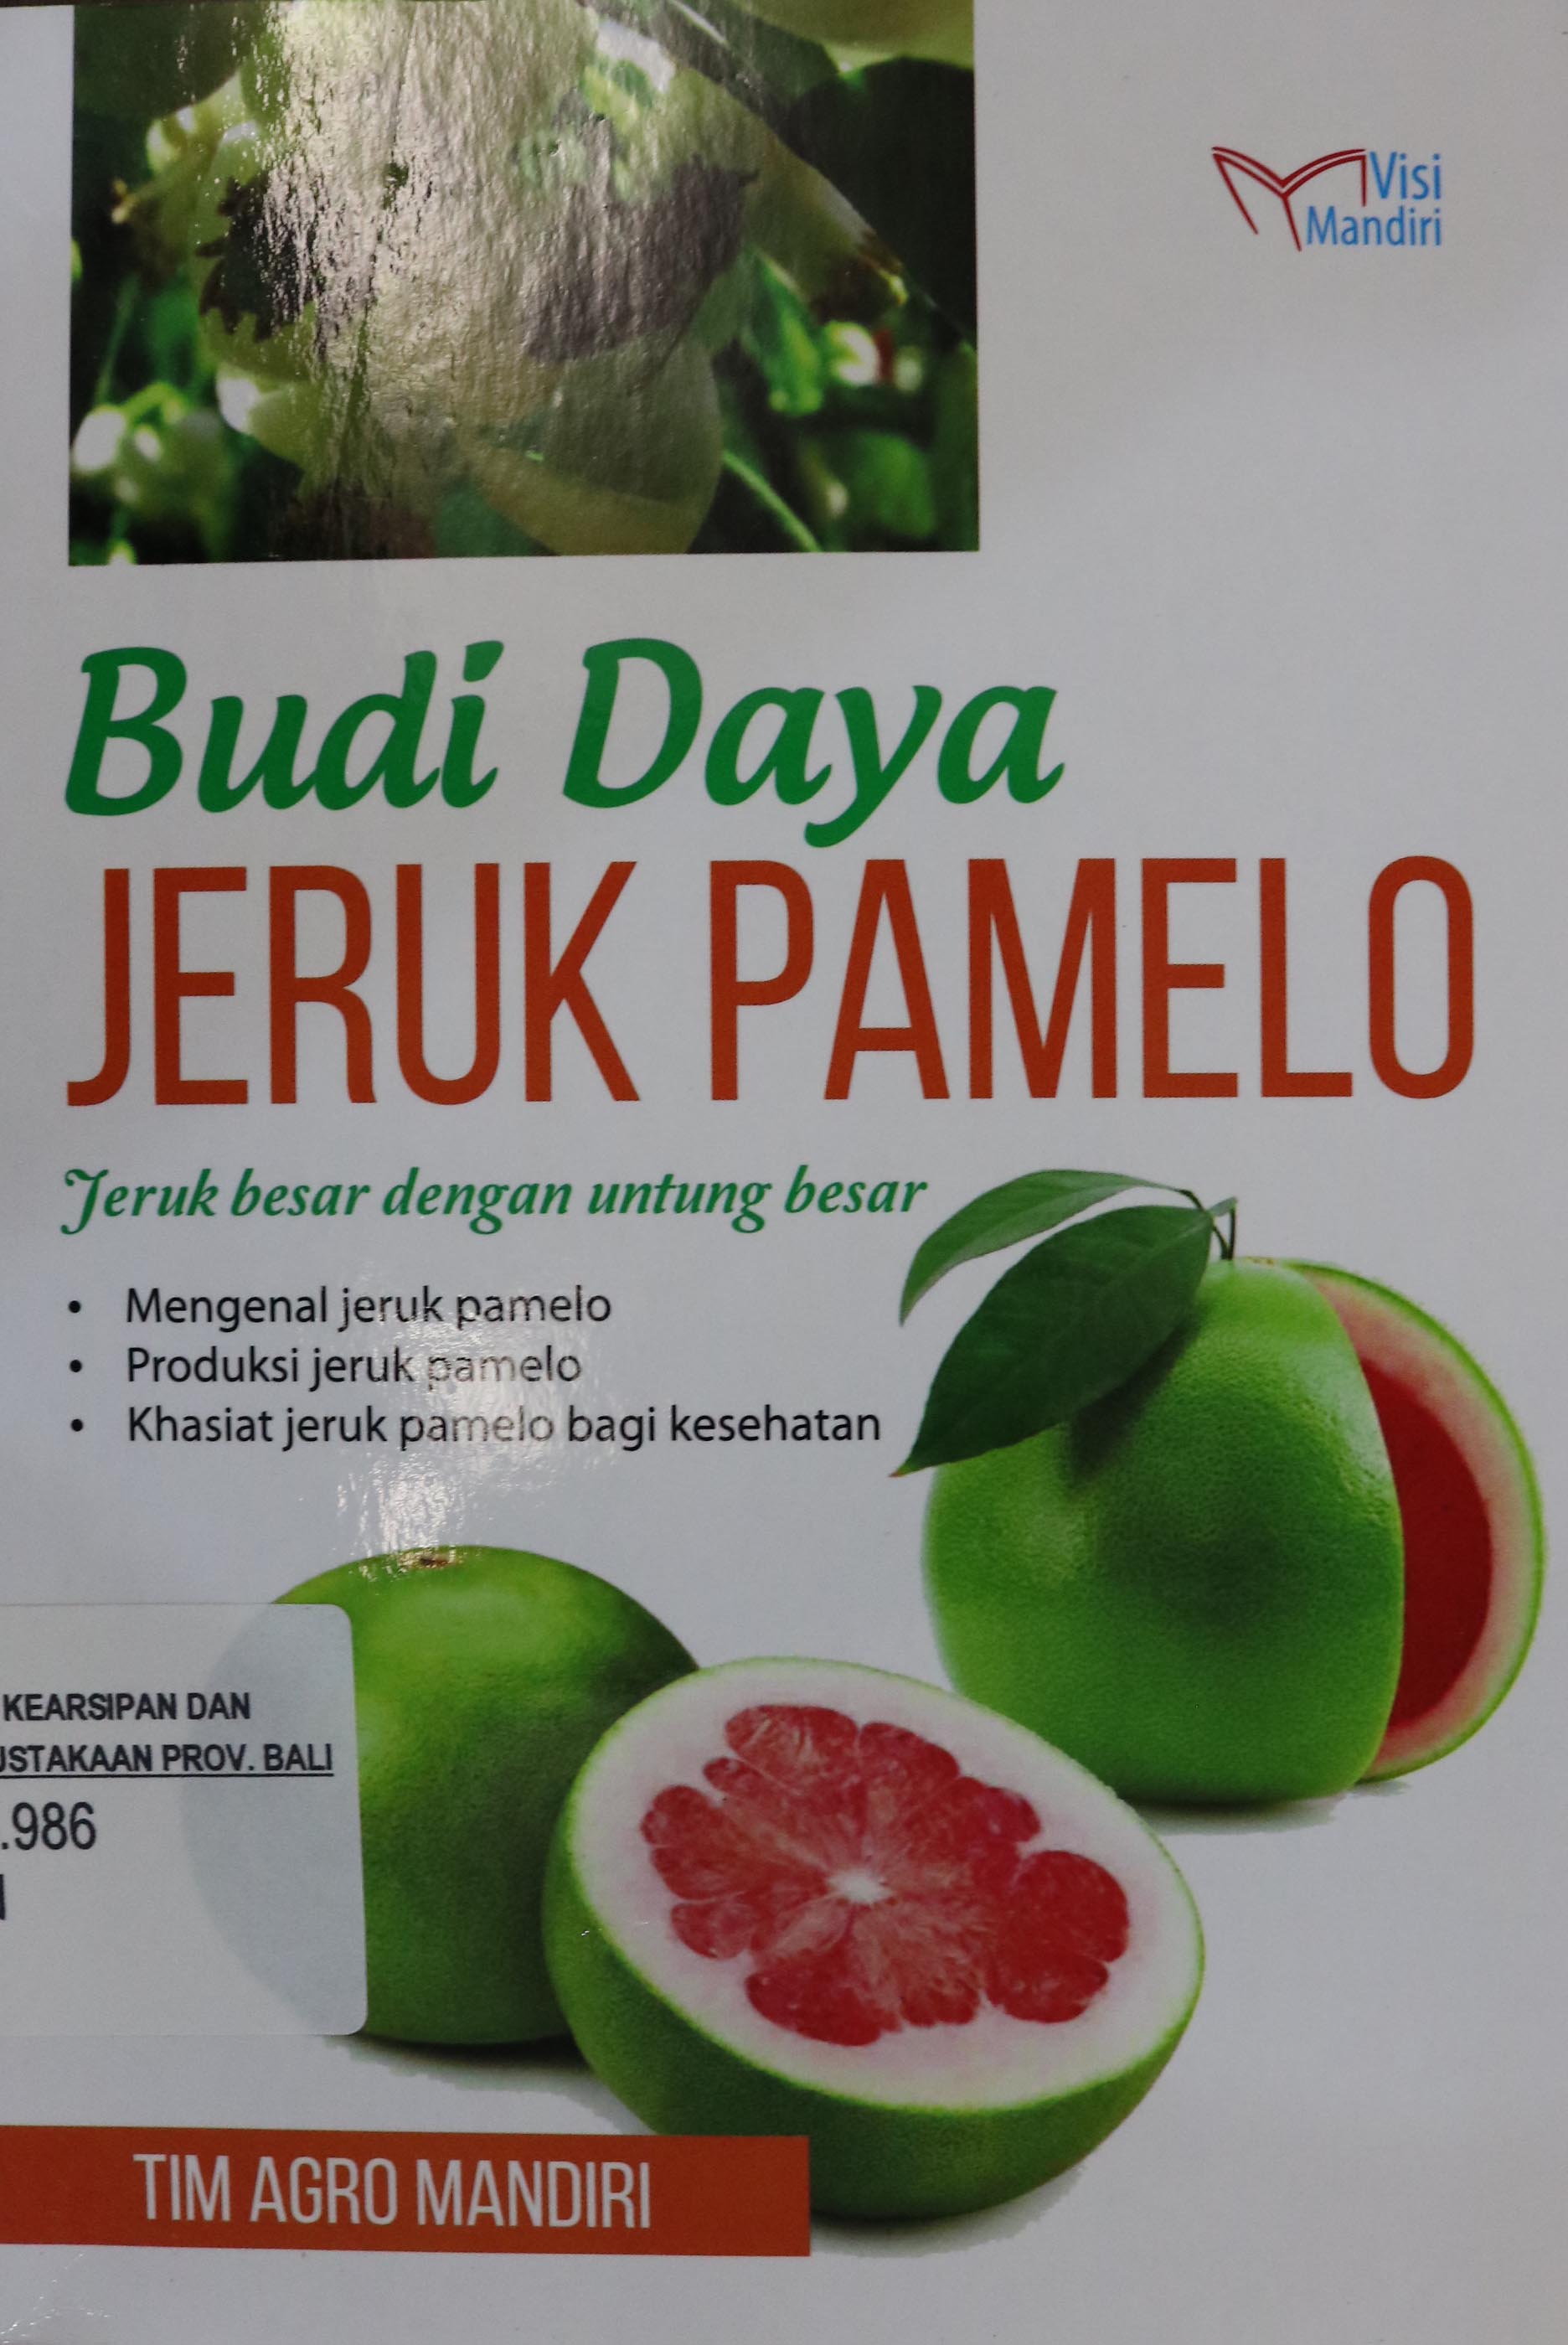 Visi
Mandiri
Budi Daya
JERUK PAMELO
Jeruk besar dengan untung besar
• Mengenal jeruk pamelo
• Produksi jeruk pamelo
• Khasiat jeruk pamelo bagi kesehatan
KEARSIPAN DAN
USTAKAAN PROV. BALI
.986
TIM AGRO MANDIRI